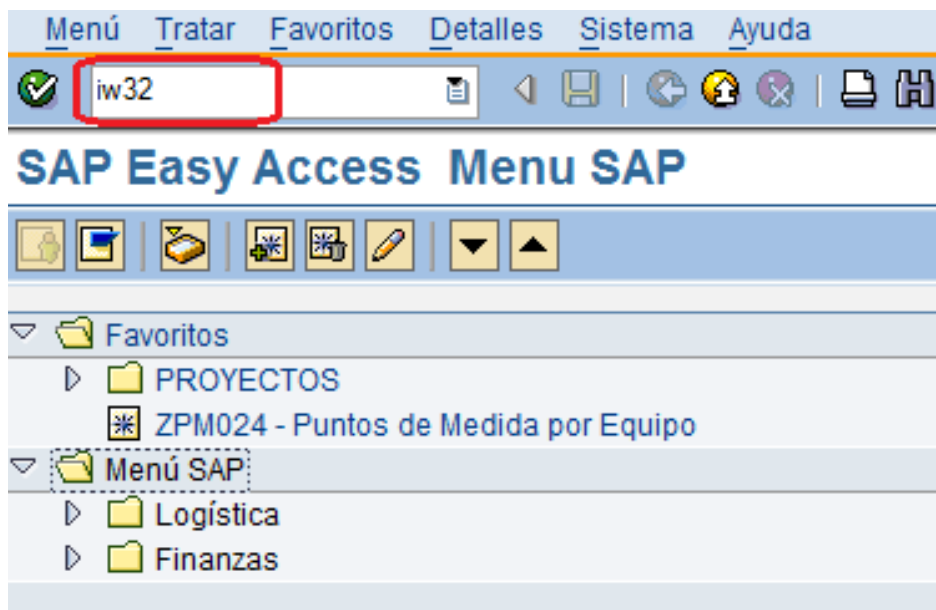 Menú Tratar Favoritos Detalles Sistema Ayuda
iw32
SAP Easy Access Menu SAP
Favoritos
PROYECTOS
ZPM024 - Puntos de Medida por Equipo
Menú SAP
Logística
Finanzas